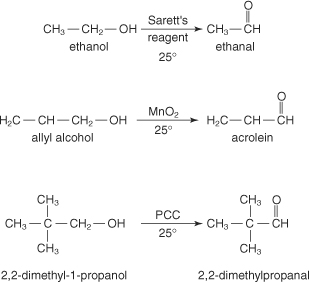 CH₃ — CH₂ — OH Sarett's reagent 25° CH₃ — CH
O
ethanol ethanal
H₂C — CH — CH₂ — OH MnO₂ 25° H₂C — CH — CH
O
allyl alcohol acrolein
CH₃ CH₃ O
CH₃ — C — CH₂ — OH PCC 25° CH₃ — C — CH
CH₃ CH₃
2,2-dimethyl-1-propanol 2,2-dimethylpropanal